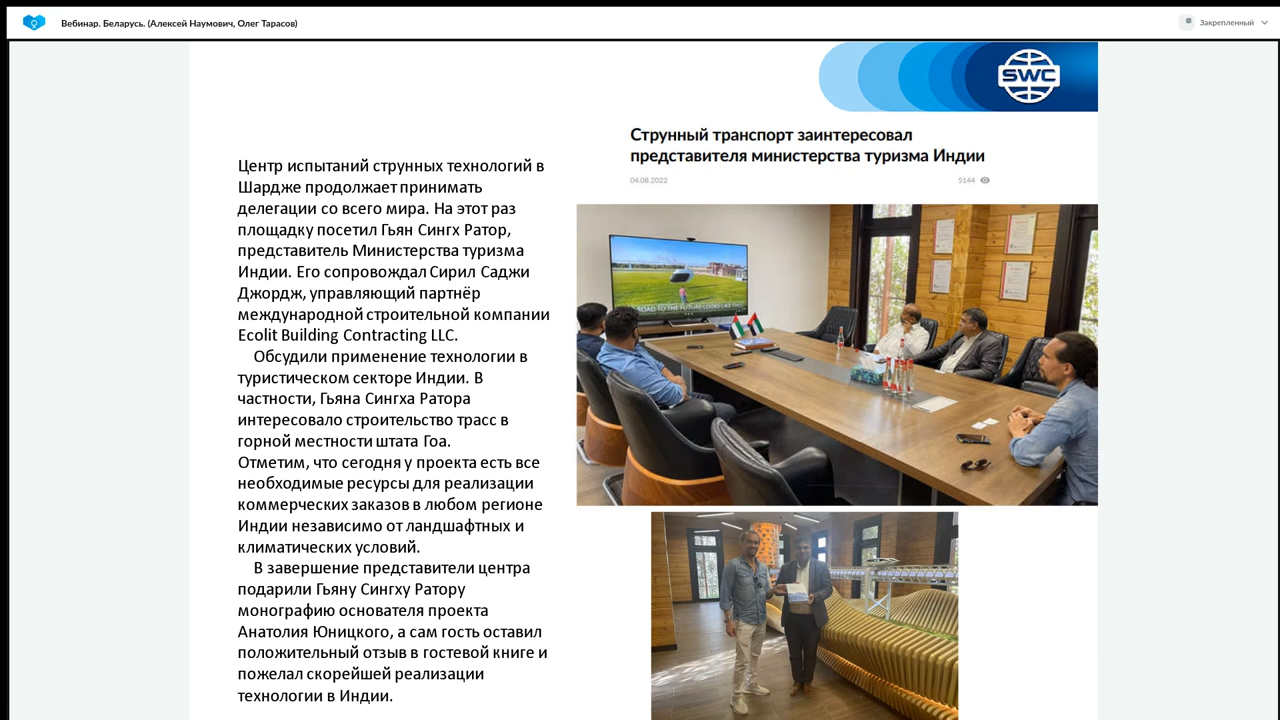 Вебинар. Беларусь. (Алексей Наумович, Олег Тарасов)
Закрепленный
SWC
Струнный транспорт заинтересовал
представителя министерства туризма Индии
04.08.2022
5144
Центр испытаний струнных технологий в
Шардже продолжает принимать
делегации со всего мира. На этот раз
площадку посетил Гьян Сингх Ратор,
представитель Министерства туризма
Индии. Его сопровождал Сирил Саджи
Джордж, управляющий партнёр
международной строительной компании
Ecolit Building Contracting LLC.
Обсудили применение технологии в
туристическом секторе Индии. В
частности, Гьяна Сингха Ратора
интересовало строительство трасс в
горной местности штата Гоа.
Отметим, что сегодня у проекта есть все
необходимые ресурсы для реализации
коммерческих заказов в любом регионе
Индии независимо от ландшафтных и
климатических условий.
В завершение представители центра
подарили Гьяну Сингху Ратору
монографию основателя проекта
Анатолия Юницкого, а сам гость оставил
положительный отзыв в гостевой книге и
пожелал скорейшей реализации
технологии в Индии.
ROAD TO THE FUTURE LOOKS LIKE